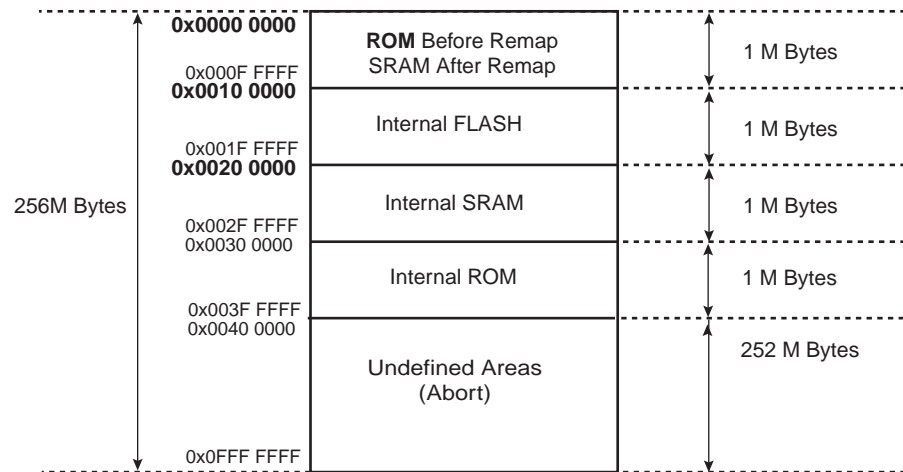 0x0000 0000
ROM Before Remap
SRAM After Remap
1 M Bytes
0x000F FFFF
0x0010 0000
Internal FLASH
1 M Bytes
0x001F FFFF
0x0020 0000
256M Bytes
Internal SRAM
1 M Bytes
0x002F FFFF
0x0030 0000
Internal ROM
1 M Bytes
0x003F FFFF
0x0040 0000
252 M Bytes
Undefined Areas
(Abort)
0x0FFF FFFF